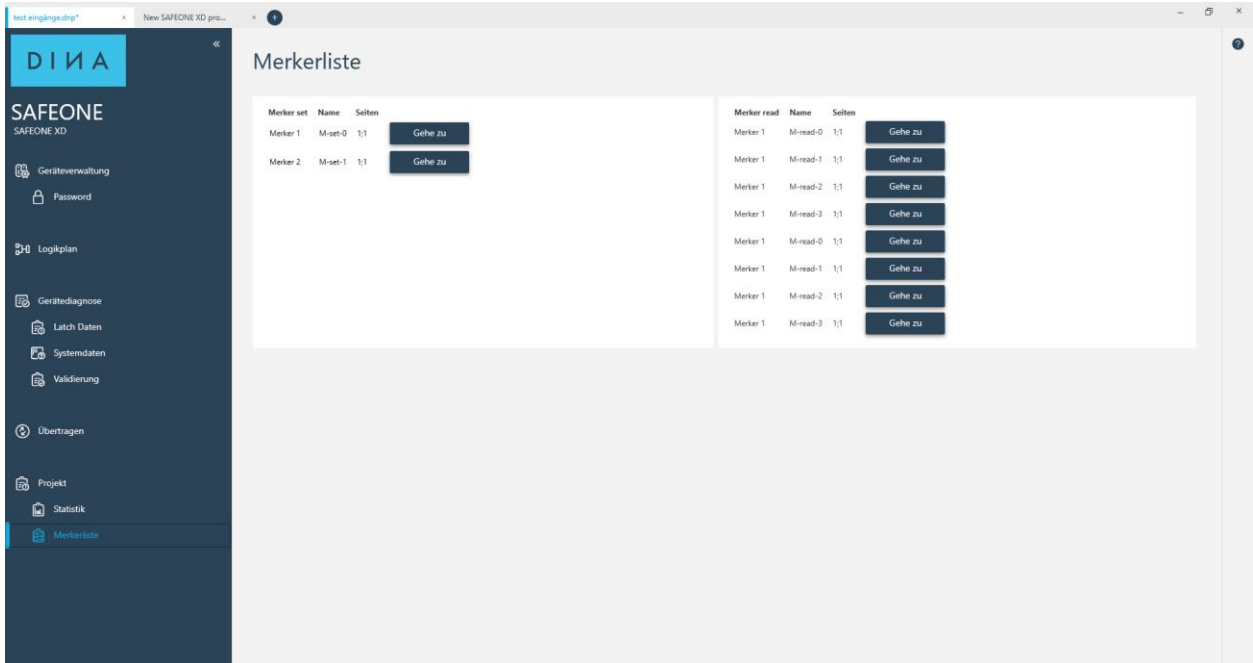 test eingänge.dnp* × New SAFEONE XD pro... ×
DINA
SAFEONE
SAFEONE XD
Geräteverwaltung
Password
Logikplan
Gerätediagnose
Latch Daten
Systemdaten
Validierung
Übertragen
Projekt
Statistik
Merkerliste
Merkerliste
Merker set Name Seiten
Merker 1 M-set-0 1;1 Gehe zu
Merker 2 M-set-1 1;1 Gehe zu
Merker read Name Seiten
Merker 1 M-read-0 1;1 Gehe zu
Merker 1 M-read-1 1;1 Gehe zu
Merker 1 M-read-2 1;1 Gehe zu
Merker 1 M-read-3 1;1 Gehe zu
Merker 1 M-read-0 1;1 Gehe zu
Merker 1 M-read-1 1;1 Gehe zu
Merker 1 M-read-2 1;1 Gehe zu
Merker 1 M-read-3 1;1 Gehe zu